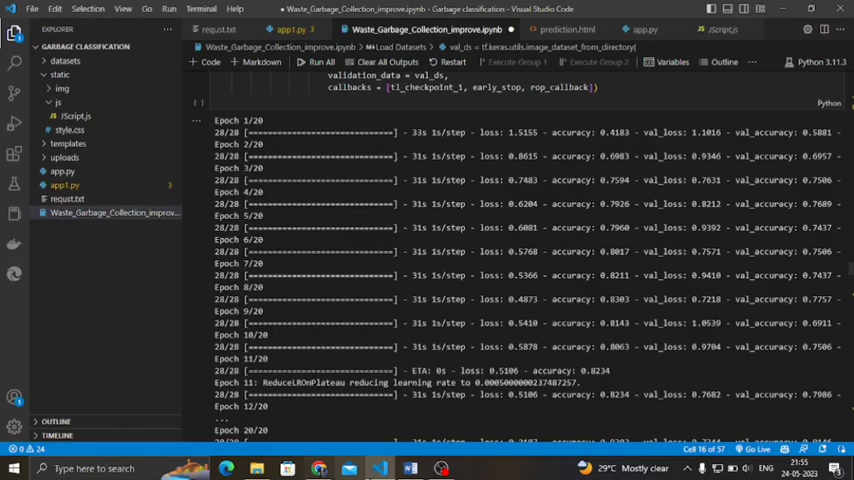 File Edit Selection View Go Run ... Waste_Garbage_Collection_improve.ipynb - Visual Studio Code
EXPLORER ... requst.txt app1.py 3 Waste_Garbage_Collection_improve.ipynb prediction.html app.py JScript.js ...
GARBAGE CLASSIFICATION
Waste_Garbage_Collection_improve.ipynb > Load Datasets > val_ds = tf.keras.utils.image_dataset_from_directory(
+ Code + Markdown Run All Clear All Outputs Restart Execute Group 1 Execute Group 2 Variables Outline ... Python 3.11.3
datasets
static
img
js
JScript.js
style.css
templates
uploads
app.py
app1.py 3
requst.txt
Waste_Garbage_Collection_improv...
validation_data = val_ds,
callbacks = [tl_checkpoint_1, early_stop, rop_callback])
[ ] Python
... Epoch 1/20
28/28 [==============================] - 33s 1s/step - loss: 1.5155 - accuracy: 0.4183 - val_loss: 1.1016 - val_accuracy: 0.5881 -
Epoch 2/20
28/28 [==============================] - 31s 1s/step - loss: 0.8615 - accuracy: 0.6983 - val_loss: 0.9346 - val_accuracy: 0.6957 -
Epoch 3/20
28/28 [==============================] - 31s 1s/step - loss: 0.7483 - accuracy: 0.7594 - val_loss: 0.7631 - val_accuracy: 0.7506 -
Epoch 4/20
28/28 [==============================] - 31s 1s/step - loss: 0.6204 - accuracy: 0.7926 - val_loss: 0.8212 - val_accuracy: 0.7689 -
Epoch 5/20
28/28 [==============================] - 31s 1s/step - loss: 0.6081 - accuracy: 0.7960 - val_loss: 0.9392 - val_accuracy: 0.7437 -
Epoch 6/20
28/28 [==============================] - 31s 1s/step - loss: 0.5768 - accuracy: 0.8017 - val_loss: 0.7571 - val_accuracy: 0.7506 -
Epoch 7/20
28/28 [==============================] - 31s 1s/step - loss: 0.5366 - accuracy: 0.8211 - val_loss: 0.9410 - val_accuracy: 0.7437 -
Epoch 8/20
28/28 [==============================] - 31s 1s/step - loss: 0.4873 - accuracy: 0.8303 - val_loss: 0.7218 - val_accuracy: 0.7757 -
Epoch 9/20
28/28 [==============================] - 31s 1s/step - loss: 0.5410 - accuracy: 0.8143 - val_loss: 1.0539 - val_accuracy: 0.6911 -
Epoch 10/20
28/28 [==============================] - 31s 1s/step - loss: 0.5878 - accuracy: 0.8063 - val_loss: 0.9704 - val_accuracy: 0.7506 -
Epoch 11/20
28/28 [==============================] - ETA: 0s - loss: 0.5106 - accuracy: 0.8234
Epoch 11: ReduceLROnPlateau reducing learning rate to 0.0005000000237487257.
28/28 [==============================] - 31s 1s/step - loss: 0.5106 - accuracy: 0.8234 - val_loss: 0.7682 - val_accuracy: 0.7986 -
Epoch 12/20
...
Epoch 20/20
OUTLINE
TIMELINE
0 24 Cell 16 of 57 Go Live
Type here to search 29°C Mostly clear ENG 21:55
24-05-2023 3